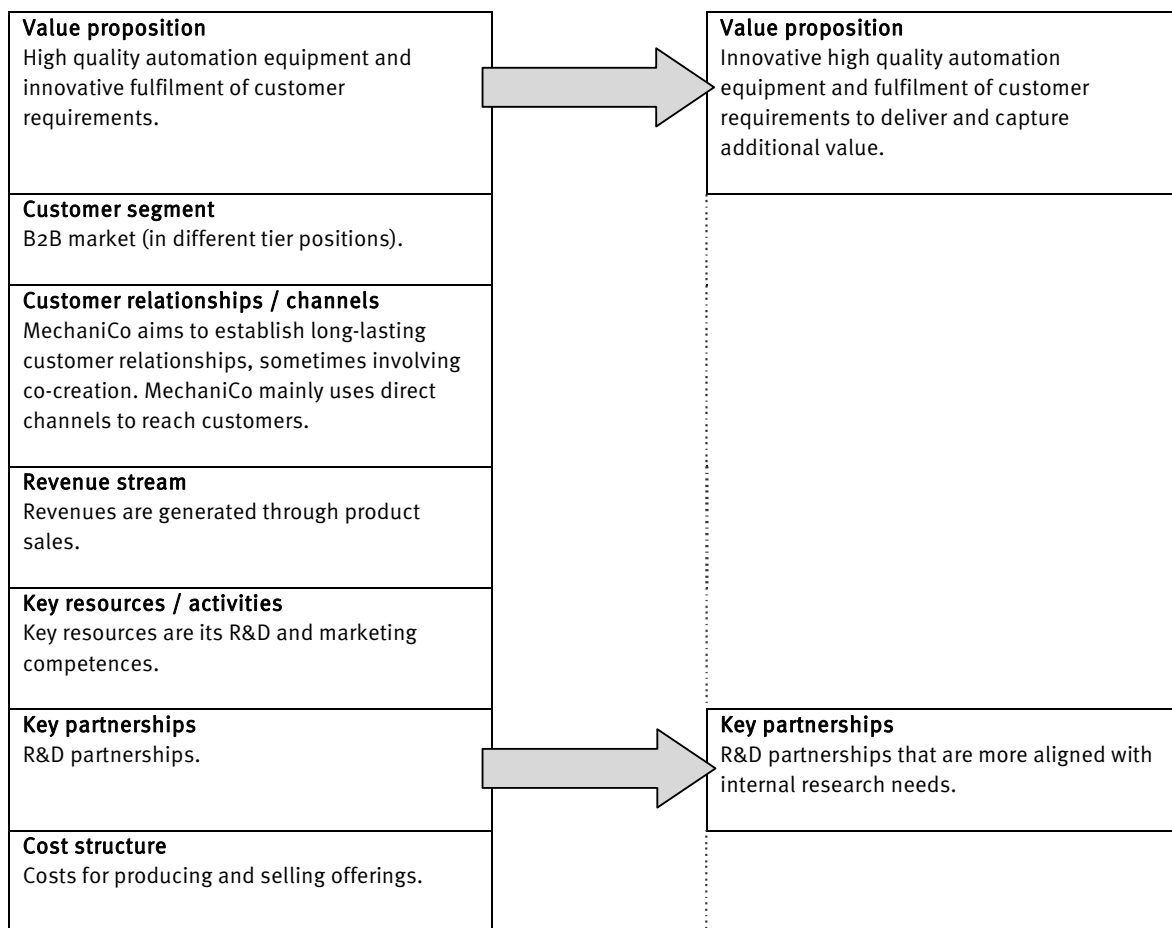 Value proposition
High quality automation equipment and
innovative fulfilment of customer
requirements.
Value proposition
Innovative high quality automation
equipment and fulfilment of customer
requirements to deliver and capture
additional value.
Customer segment
B2B market (in different tier positions).
Customer relationships / channels
MechaniCo aims to establish long-lasting
customer relationships, sometimes involving
co-creation. MechaniCo mainly uses direct
channels to reach customers.
Revenue stream
Revenues are generated through product
sales.
Key resources / activities
Key resources are its R&D and marketing
competences.
Key partnerships
R&D partnerships.
Key partnerships
R&D partnerships that are more aligned with
internal research needs.
Cost structure
Costs for producing and selling offerings.